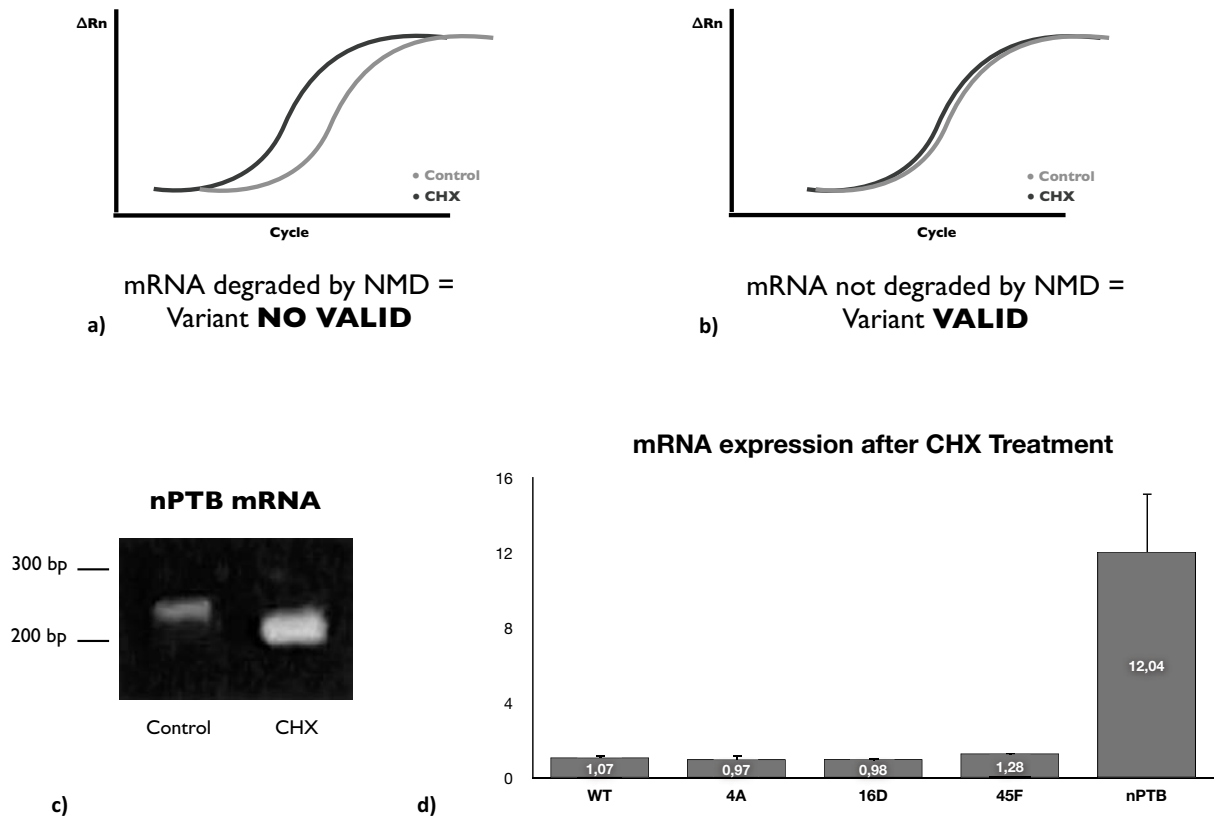 ΔRn
• Control
• CHX
Cycle
mRNA degraded by NMD =
Variant NO VALID
a)
ΔRn
• Control
• CHX
Cycle
mRNA not degraded by NMD =
Variant VALID
b)
nPTB mRNA
300 bp
200 bp
Control CHX
c)
mRNA expression after CHX Treatment
16
12
8
4
0
1,07
0,97
0,98
1,28
12,04
WT 4A 16D 45F nPTB
d)